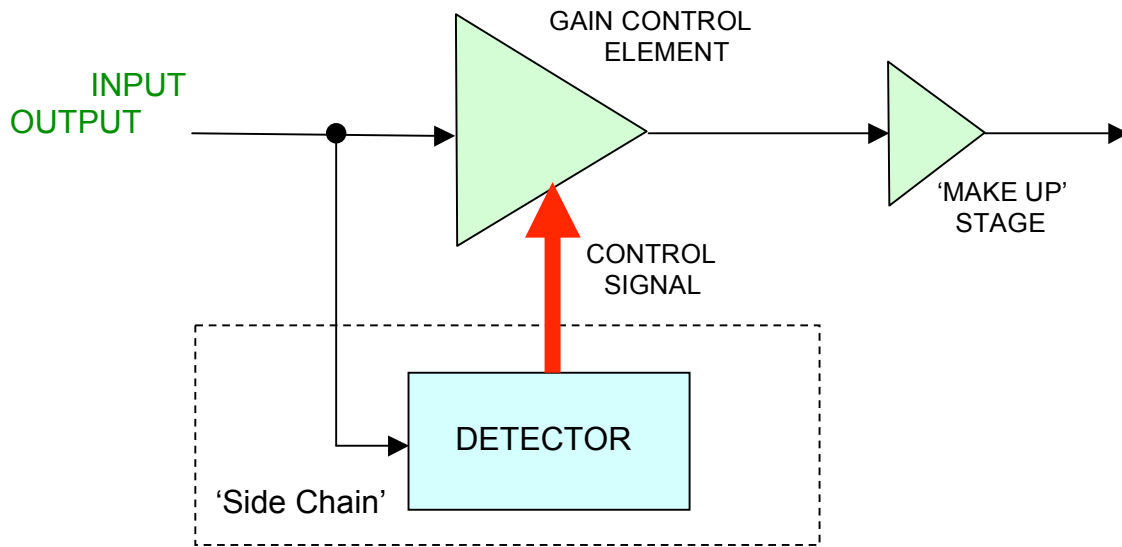 GAIN CONTROL
ELEMENT
INPUT
OUTPUT
‘MAKE UP’
STAGE
CONTROL
SIGNAL
DETECTOR
‘Side Chain’